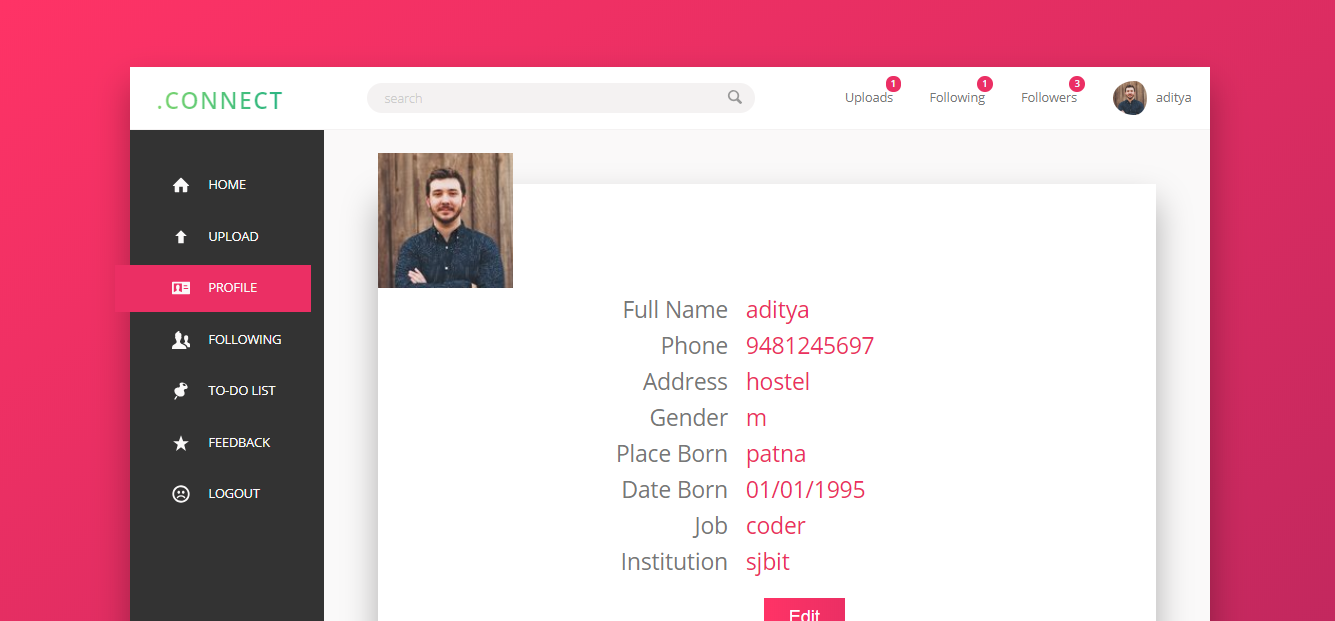 .CONNECT
search
Uploads 1
Following 1
Followers 3
aditya
HOME
UPLOAD
PROFILE
FOLLOWING
TO-DO LIST
FEEDBACK
LOGOUT
Full Name aditya
Phone 9481245697
Address hostel
Gender m
Place Born patna
Date Born 01/01/1995
Job coder
Institution sjbit
Edit